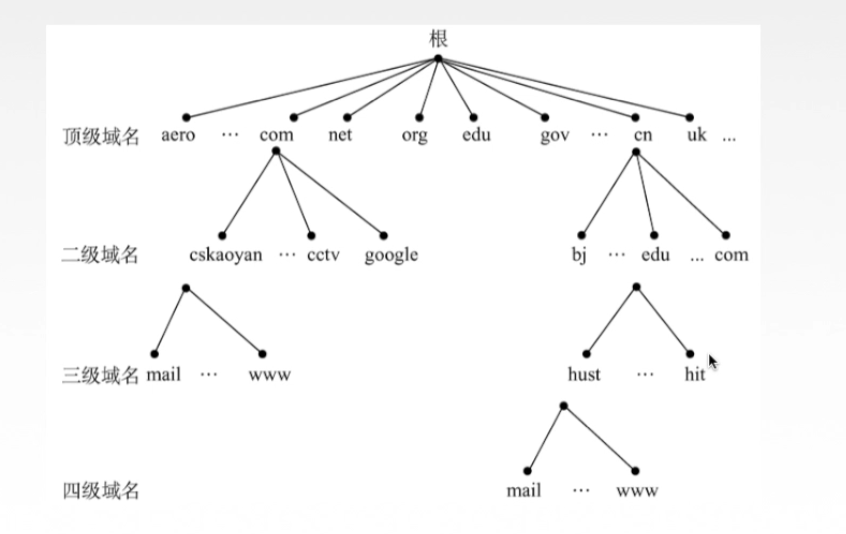 根
顶级域名 aero ··· com net org edu gov ··· cn uk ...
二级域名 cskaoyan ··· cctv google bj ··· edu ... com
三级域名 mail ··· www hust ··· hit
四级域名 mail ··· www